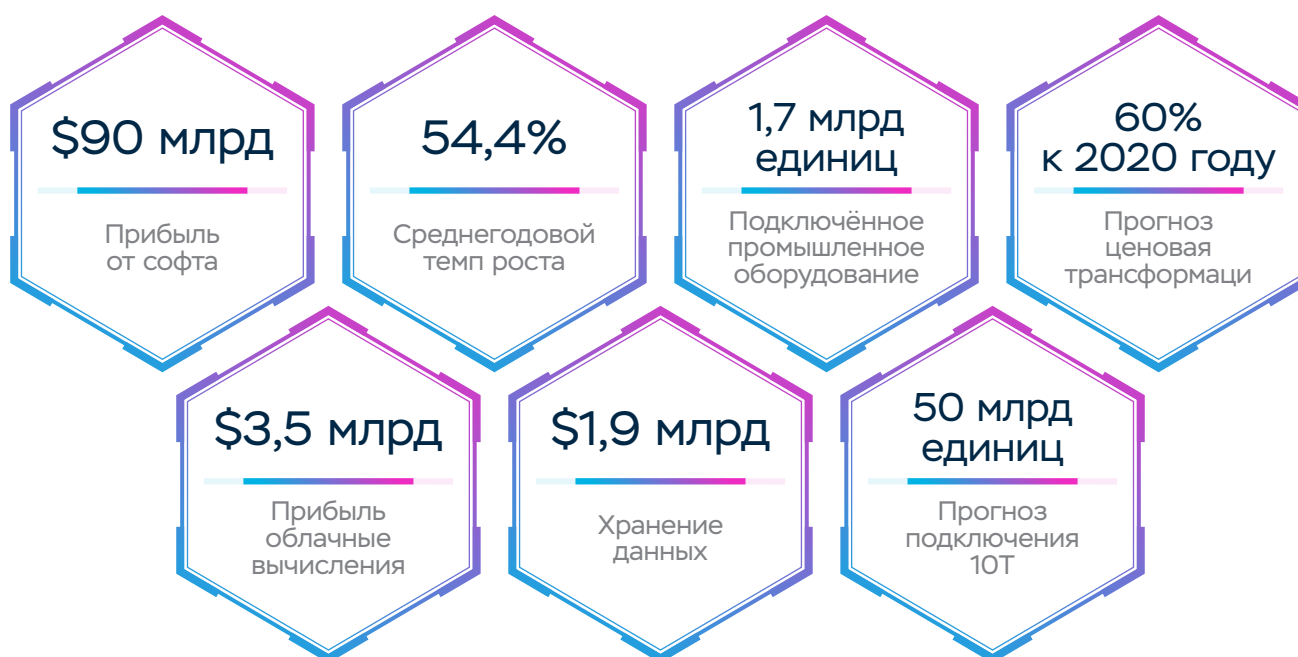 $90 млрд
Прибыль
от софта
54,4%
Среднегодовой
темп роста
1,7 млрд
единиц
Подключённое
промышленное
оборудование
60%
к 2020 году
Прогноз
ценовая
трансформаци
$3,5 млрд
Прибыль
облачные
вычисления
$1,9 млрд
Хранение
данных
50 млрд
единиц
Прогноз
подключения
10Т